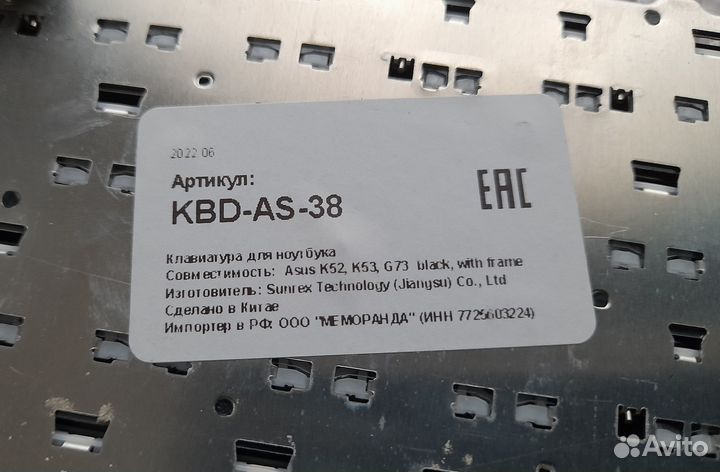 2022 06
Артикул:
KBD-AS-38
EAC
Клавиатура для ноутбука
Совместимость: Asus K52, K53, G73 black, with frame
Изготовитель: Sunrex Technology (Jiangsu) Co., Ltd
Сделано в Китае
Импортер в РФ: ООО "МЕМОРАНДА" (ИНН 7725603224)
Avito